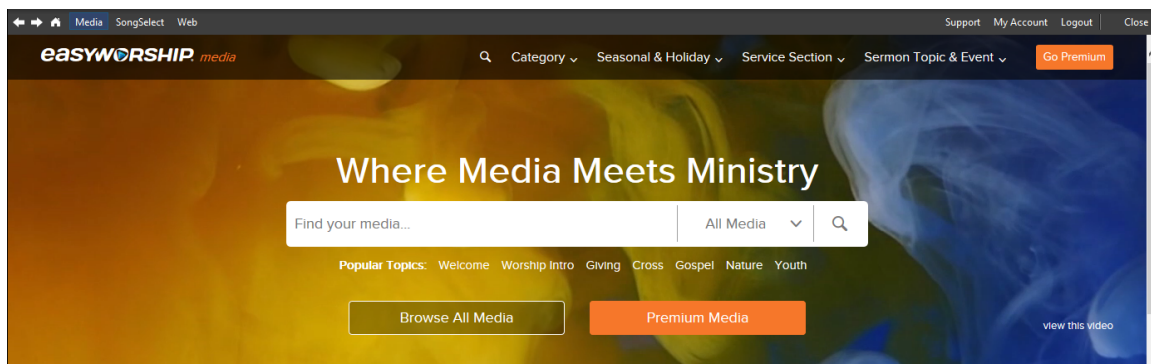 Media SongSelect Web Support My Account Logout Close
easyworship media Category Seasonal & Holiday Service Section Sermon Topic & Event Go Premium
Where Media Meets Ministry
Find your media... All Media
Popular Topics: Welcome Worship Intro Giving Cross Gospel Nature Youth
Browse All Media Premium Media
view this video